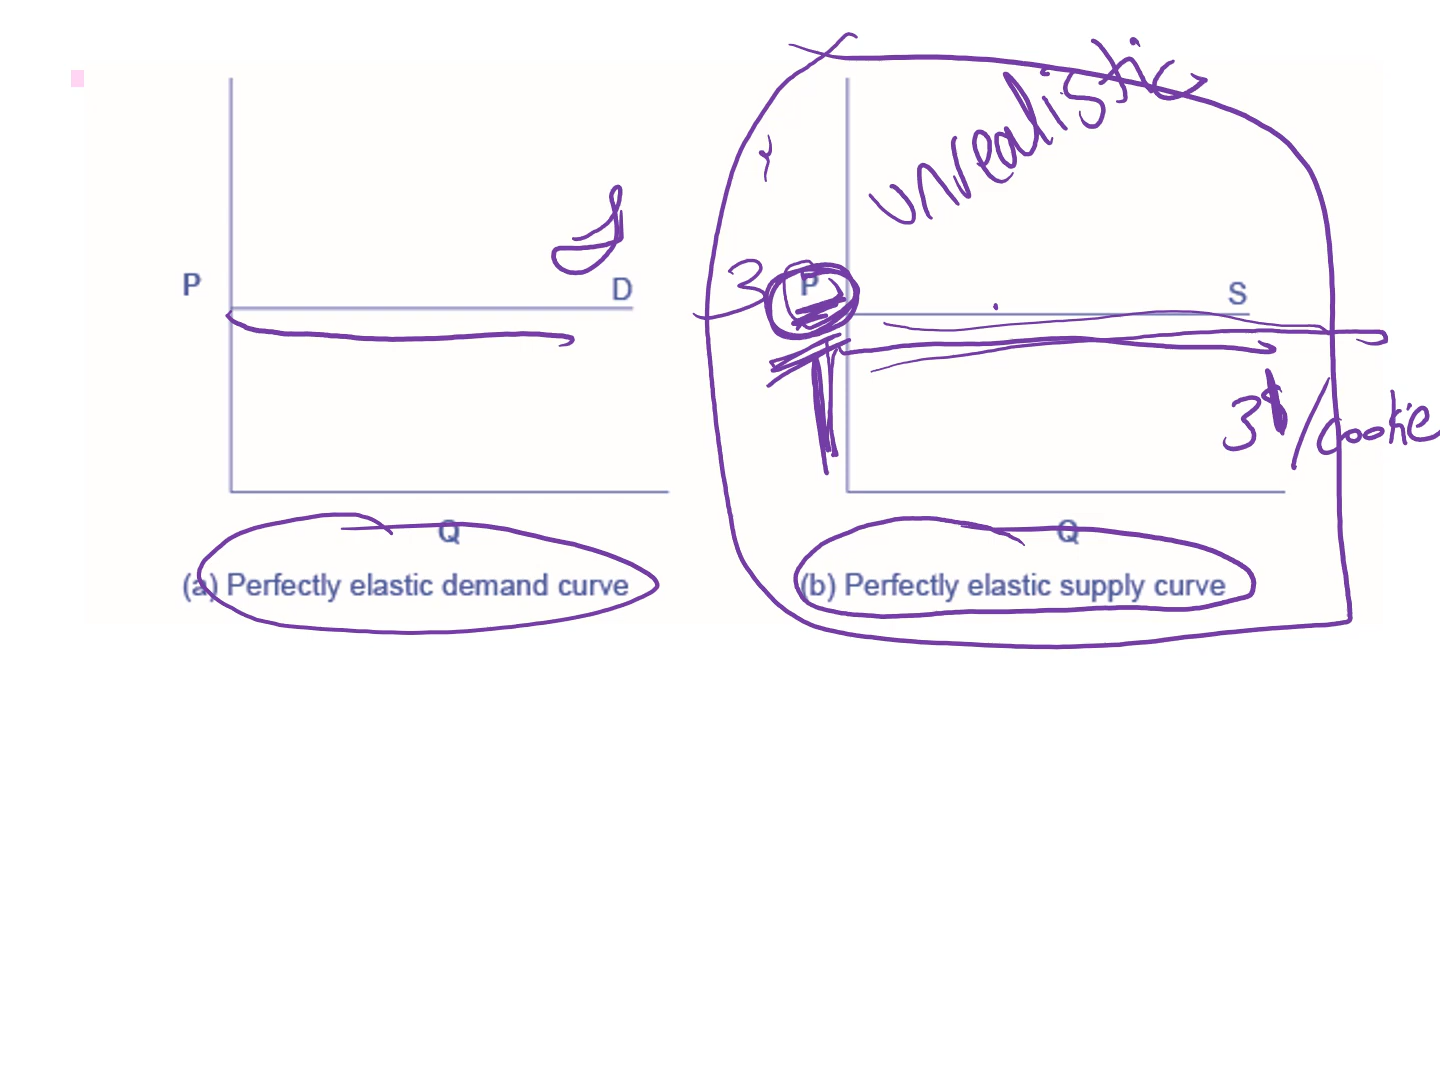 unrealistic
P
D
3 P
S
3$/cookie
Q
Q
(a) Perfectly elastic demand curve
(b) Perfectly elastic supply curve